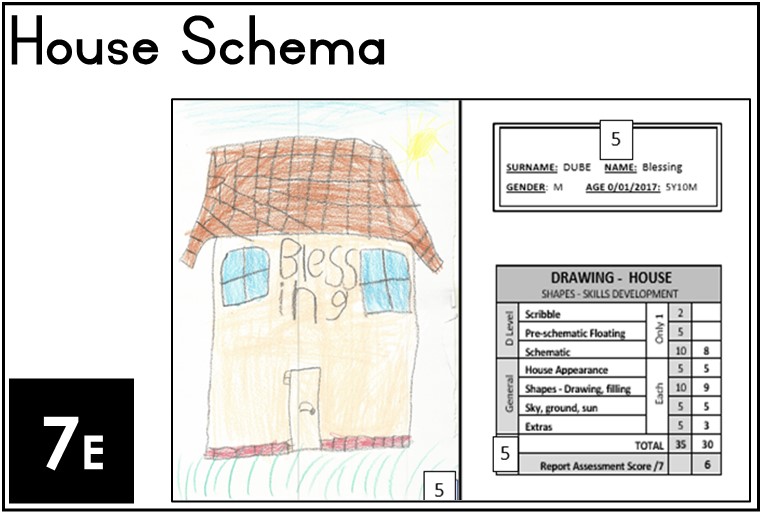 House Schema
Bless
ing
5
7E
5
SURNAME: DUBE NAME: Blessing
GENDER: M AGE 0/01/2017: 5Y10M
DRAWING - HOUSE
SHAPES - SKILLS DEVELOPMENT
D Level
Only 1
Scribble 2
Pre-schematic Floating 5
Schematic 10 8
General
Each
House Appearance 5 5
Shapes - Drawing, filling 10 9
Sky, ground, sun 5 5
Extras 5 3
5
TOTAL 35 30
Report Assessment Score /7 6